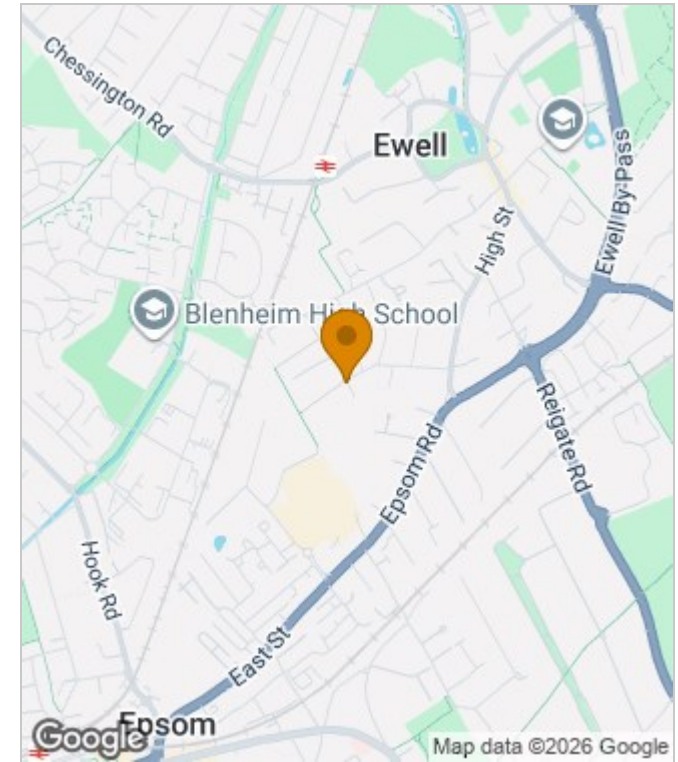 Chessington Rd
Ewell
Ewell By Pass
High St
Blenheim High School
Epsom Rd
Reigate Rd
Hook Rd
East St
Epsom
Google
Map data ©2026 Google